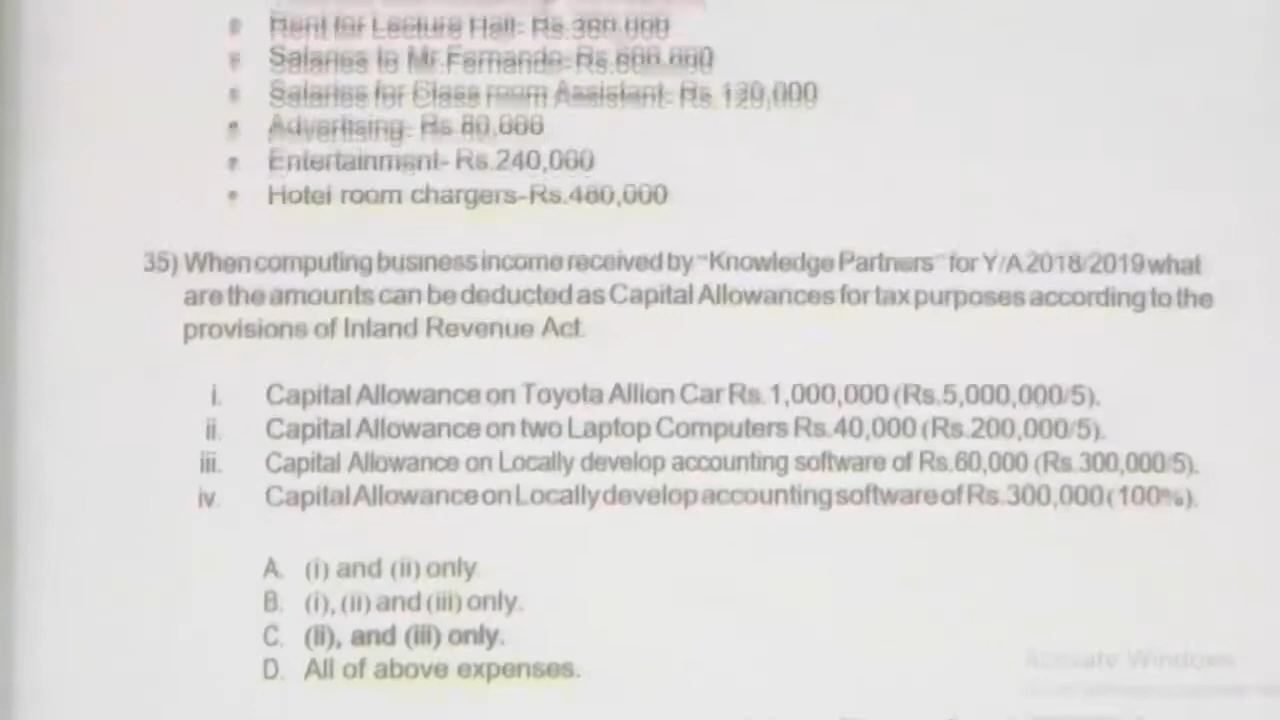 Rent for Lecture Hall- Rs.360,000
Salaries to Mr.Fernando-Rs.600,000
Salaries for Class room Assistant- Rs.120,000
Advertising- Rs 80,000
Entertainment- Rs.240,000
Hotel room chargers-Rs.480,000
35) When computing business income received by "Knowledge Partners" for Y/A 2018/2019 what
are the amounts can be deducted as Capital Allowances for tax purposes according to the
provisions of Inland Revenue Act.
i. Capital Allowance on Toyota Allion Car Rs. 1,000,000 (Rs.5,000,000/5).
ii. Capital Allowance on two Laptop Computers Rs.40,000 (Rs.200,000/5).
iii. Capital Allowance on Locally develop accounting software of Rs.60,000 (Rs.300,000/5).
iv. Capital Allowance on Locally develop accounting software of Rs.300,000 (100%).
A. (i) and (ii) only.
B. (i), (ii) and (iii) only.
C. (ii), and (iii) only.
D. All of above expenses.
Activate Windows